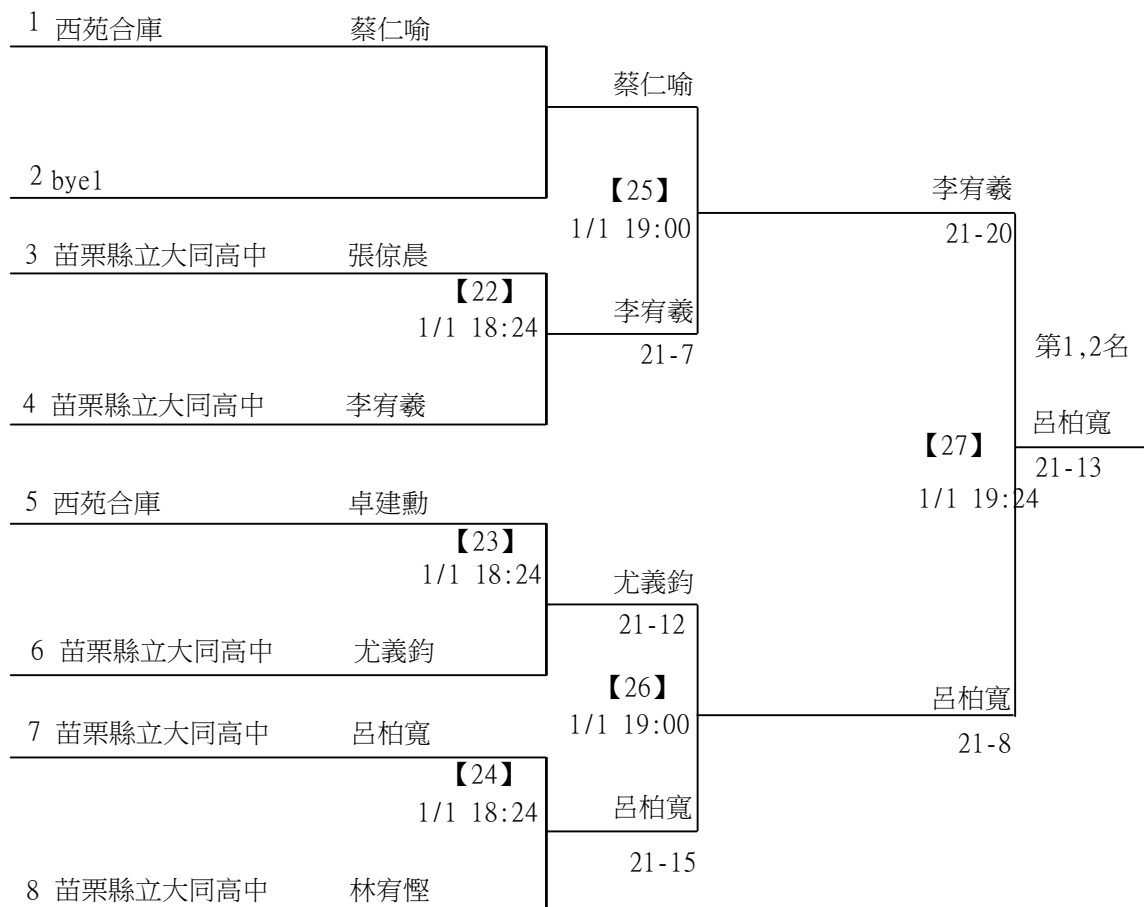 1 西苑合庫 蔡仁喻
蔡仁喻
2 bye1
【25】
李宥羲
1/1 19:00
21-20
3 苗栗縣立大同高中 張倞晨
【22】
李宥羲
1/1 18:24
21-7
第1,2名
4 苗栗縣立大同高中 李宥羲
呂柏寬
【27】
21-13
5 西苑合庫 卓建勳
1/1 19:24
【23】
1/1 18:24
尤義鈞
21-12
6 苗栗縣立大同高中 尤義鈞
【26】
呂柏寬
7 苗栗縣立大同高中 呂柏寬
1/1 19:00
21-8
【24】
1/1 18:24
呂柏寬
21-15
8 苗栗縣立大同高中 林宥慳